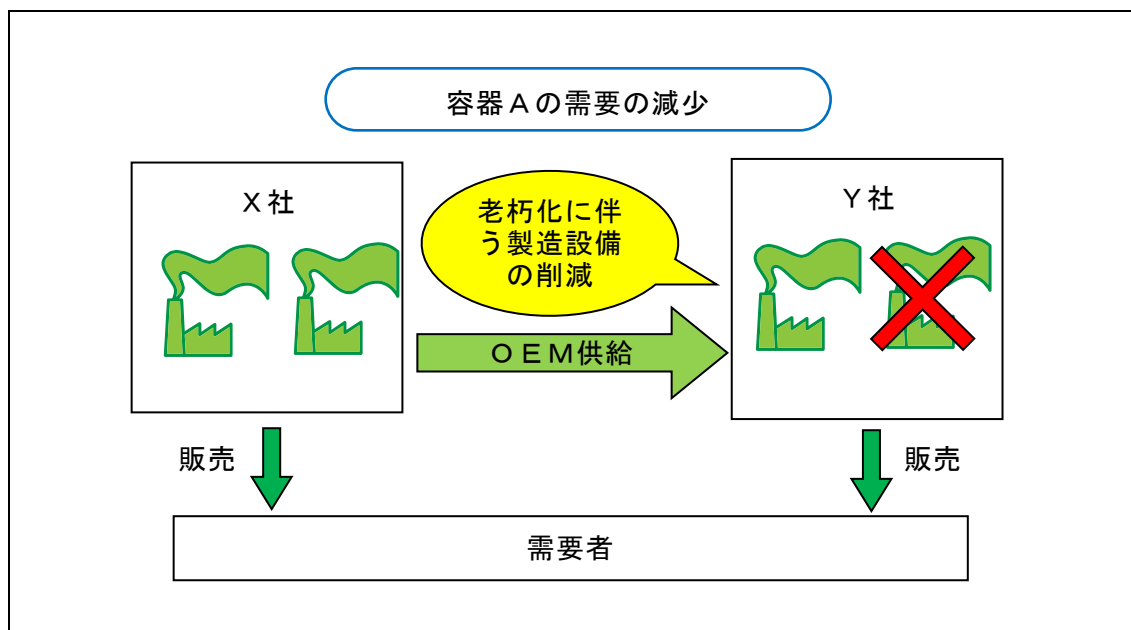 容器Ａの需要の減少
Ｘ社
老朽化に伴
う製造設備
の削減
Ｙ社
ＯＥＭ供給
販売
販売
需要者